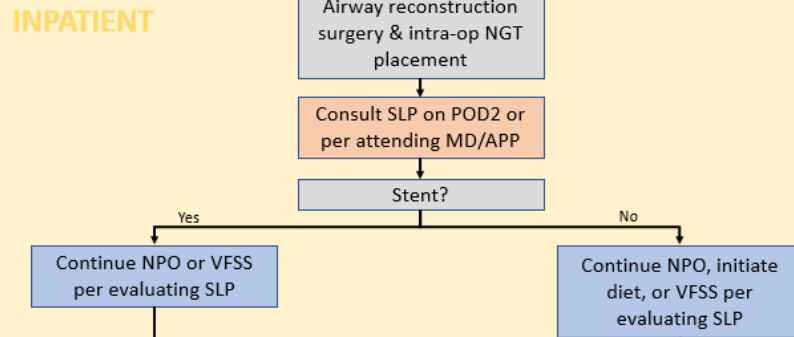 INPATIENT
Airway reconstruction
surgery & intra-op NGT
placement
Consult SLP on POD2 or
per attending MD/APP
Stent?
Yes
No
Continue NPO or VFSS
per evaluating SLP
Continue NPO, initiate
diet, or VFSS per
evaluating SLP